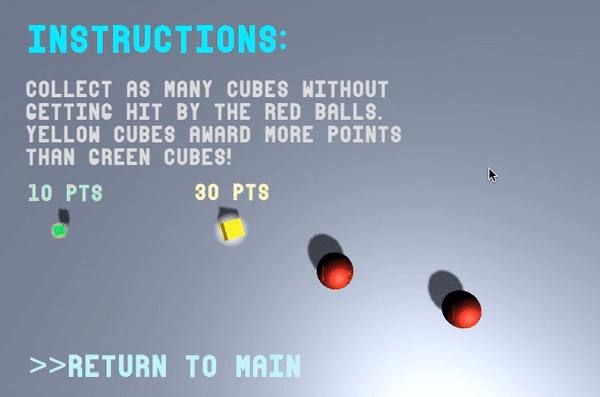 INSTRUCTIONS:
COLLECT AS MANY CUBES WITHOUT
GETTING HIT BY THE RED BALLS.
YELLOW CUBES AWARD MORE POINTS
THAN GREEN CUBES!
10 PTS 30 PTS
>>RETURN TO MAIN